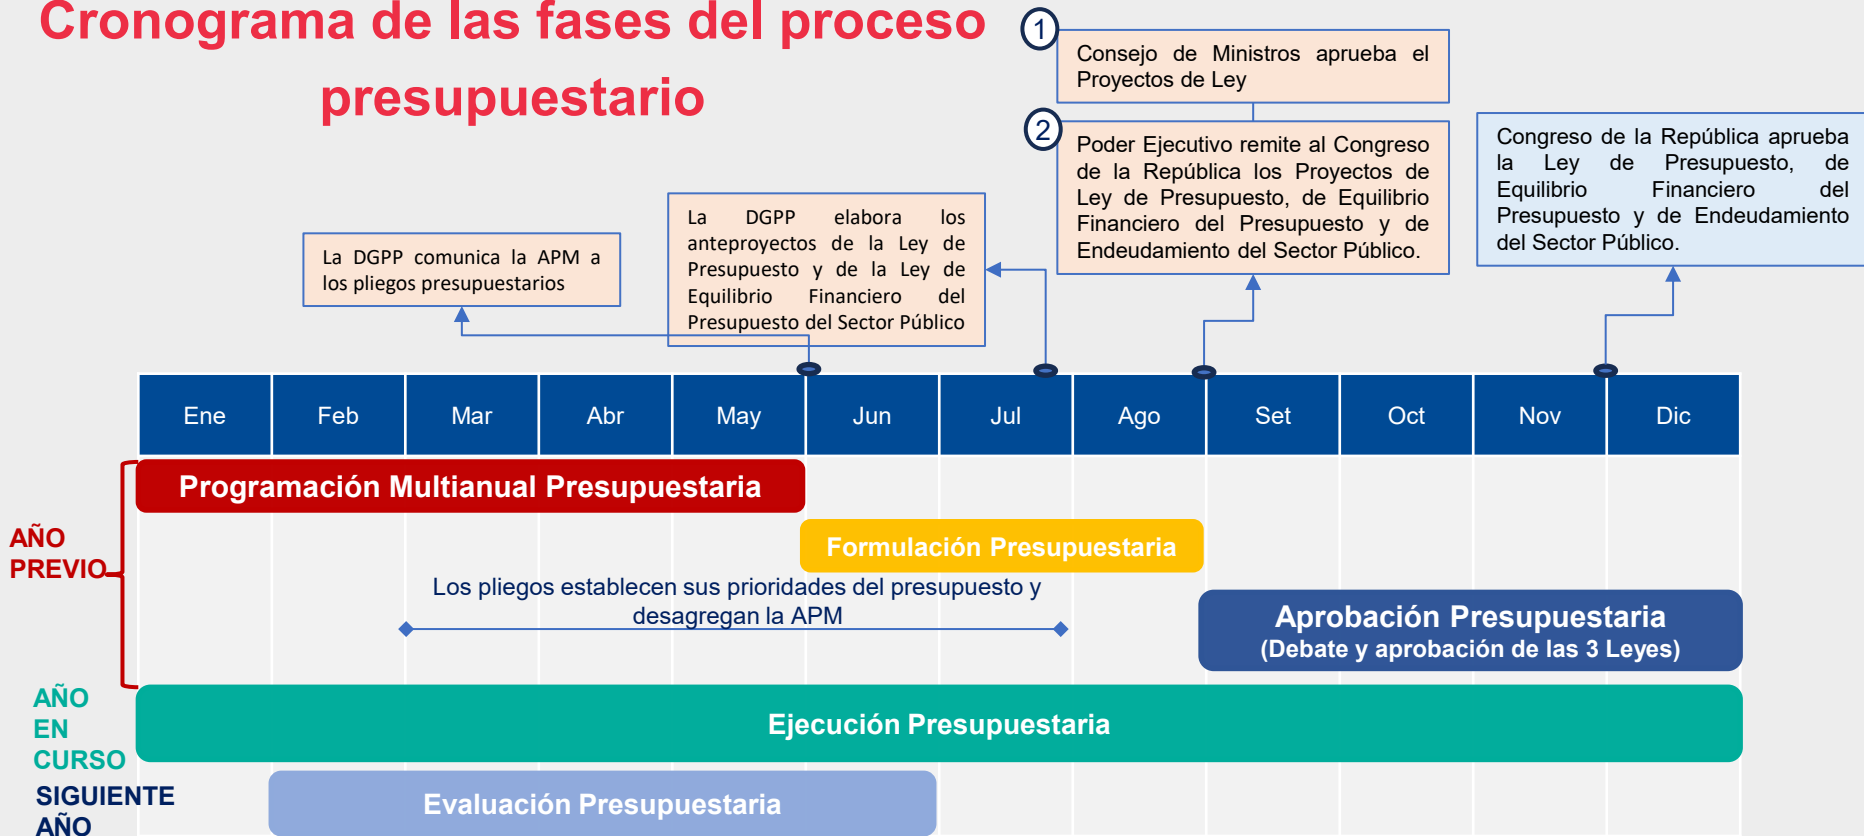 Cronograma de las fases del proceso
presupuestario
1
Consejo de Ministros aprueba el
Proyectos de Ley
2
Poder Ejecutivo remite al Congreso
de la República los Proyectos de
Ley de Presupuesto, de Equilibrio
Financiero del Presupuesto y de
Endeudamiento del Sector Público.
Congreso de la República aprueba
la Ley de Presupuesto, de
Equilibrio Financiero del
Presupuesto y de Endeudamiento
del Sector Público.
La DGPP elabora los
anteproyectos de la Ley de
Presupuesto y de la Ley de
Equilibrio Financiero del
Presupuesto del Sector Público
La DGPP comunica la APM a
los pliegos presupuestarios
Ene Feb Mar Abr May Jun Jul Ago Set Oct Nov Dic
AÑO
PREVIO
Programación Multianual Presupuestaria
Formulación Presupuestaria
Los pliegos establecen sus prioridades del presupuesto y
desagregan la APM
Aprobación Presupuestaria
(Debate y aprobación de las 3 Leyes)
AÑO
EN
CURSO
Ejecución Presupuestaria
SIGUIENTE
AÑO
Evaluación Presupuestaria